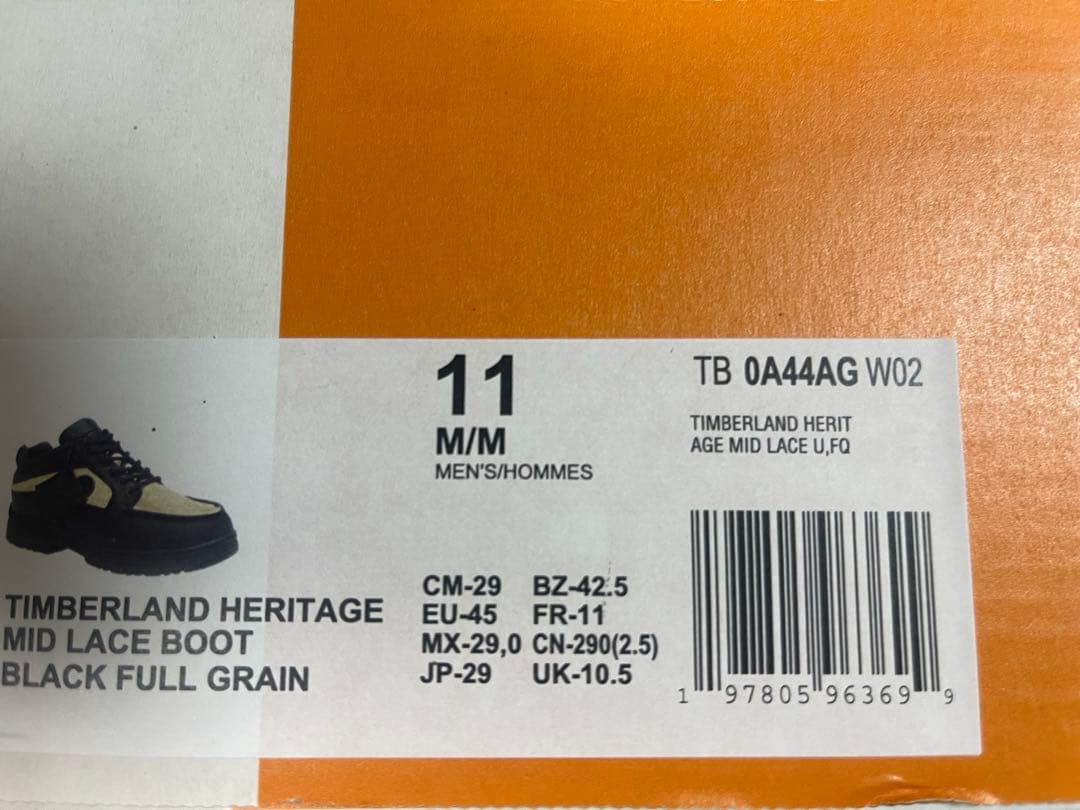 11
M/M
MEN'S/HOMMES
TB 0A44AG W02
TIMBERLAND HERIT
AGE MID LACE U,FQ
TIMBERLAND HERITAGE
MID LACE BOOT
BLACK FULL GRAIN
CM-29 BZ-42.5
EU-45 FR-11
MX-29,0 CN-290(2.5)
JP-29 UK-10.5
1 97805 96369 9